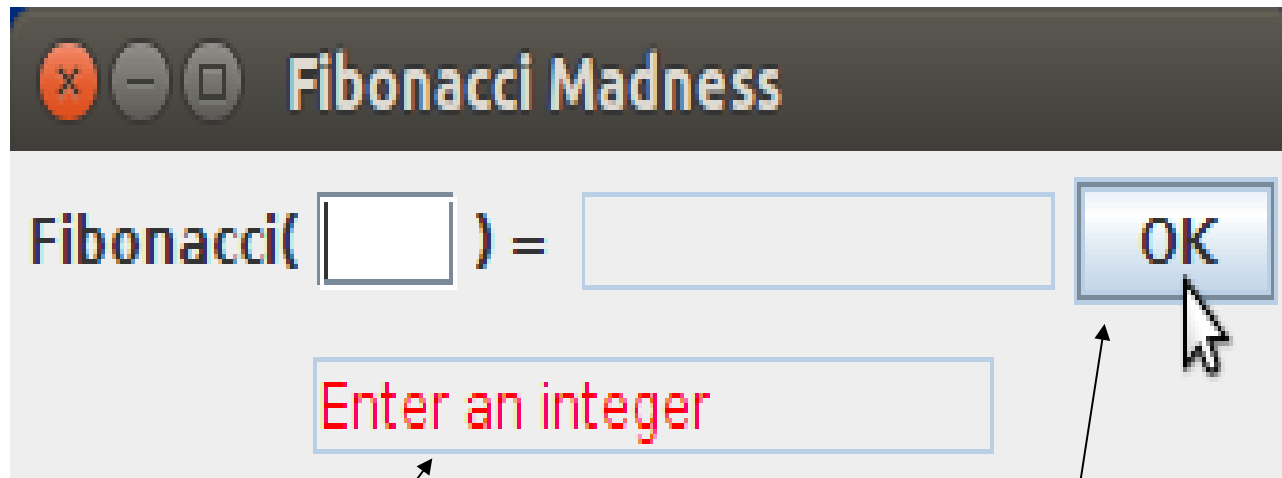 Fibonacci Madness
Fibonacci( ) = OK
Enter an integer